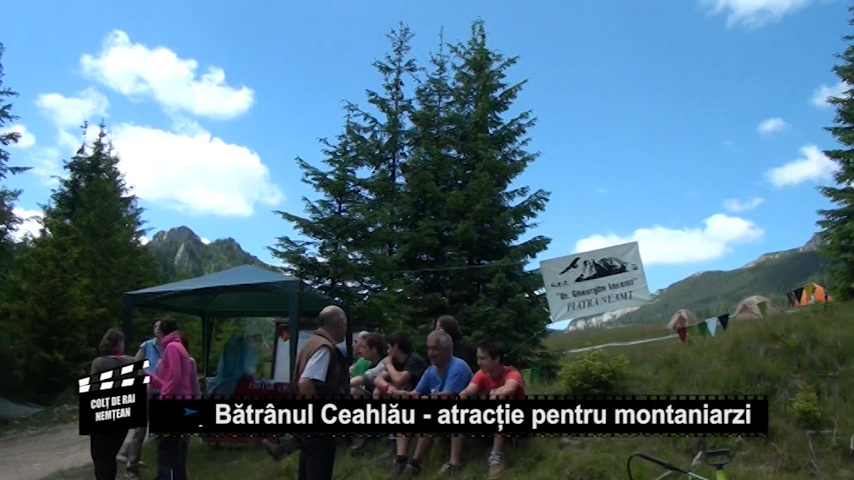 "Dr. Gheorghe Iacomi"
PIATRA NEAMȚ
COLȚ DE RAI
NEMȚEAN
Bătrânul Ceahlău - atracție pentru montaniarzi